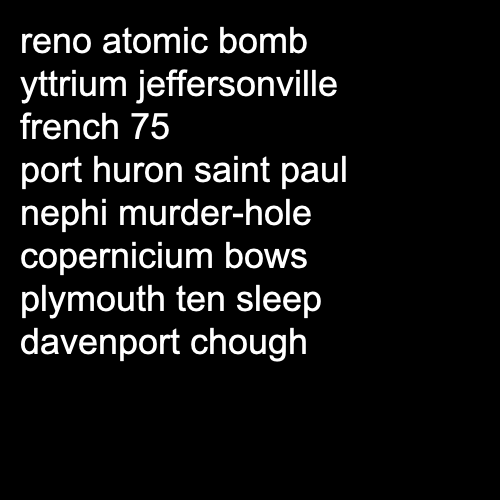 reno atomic bomb
yttrium jeffersonville
french 75
port huron saint paul
nephi murder-hole
copernicium bows
plymouth ten sleep
davenport chough